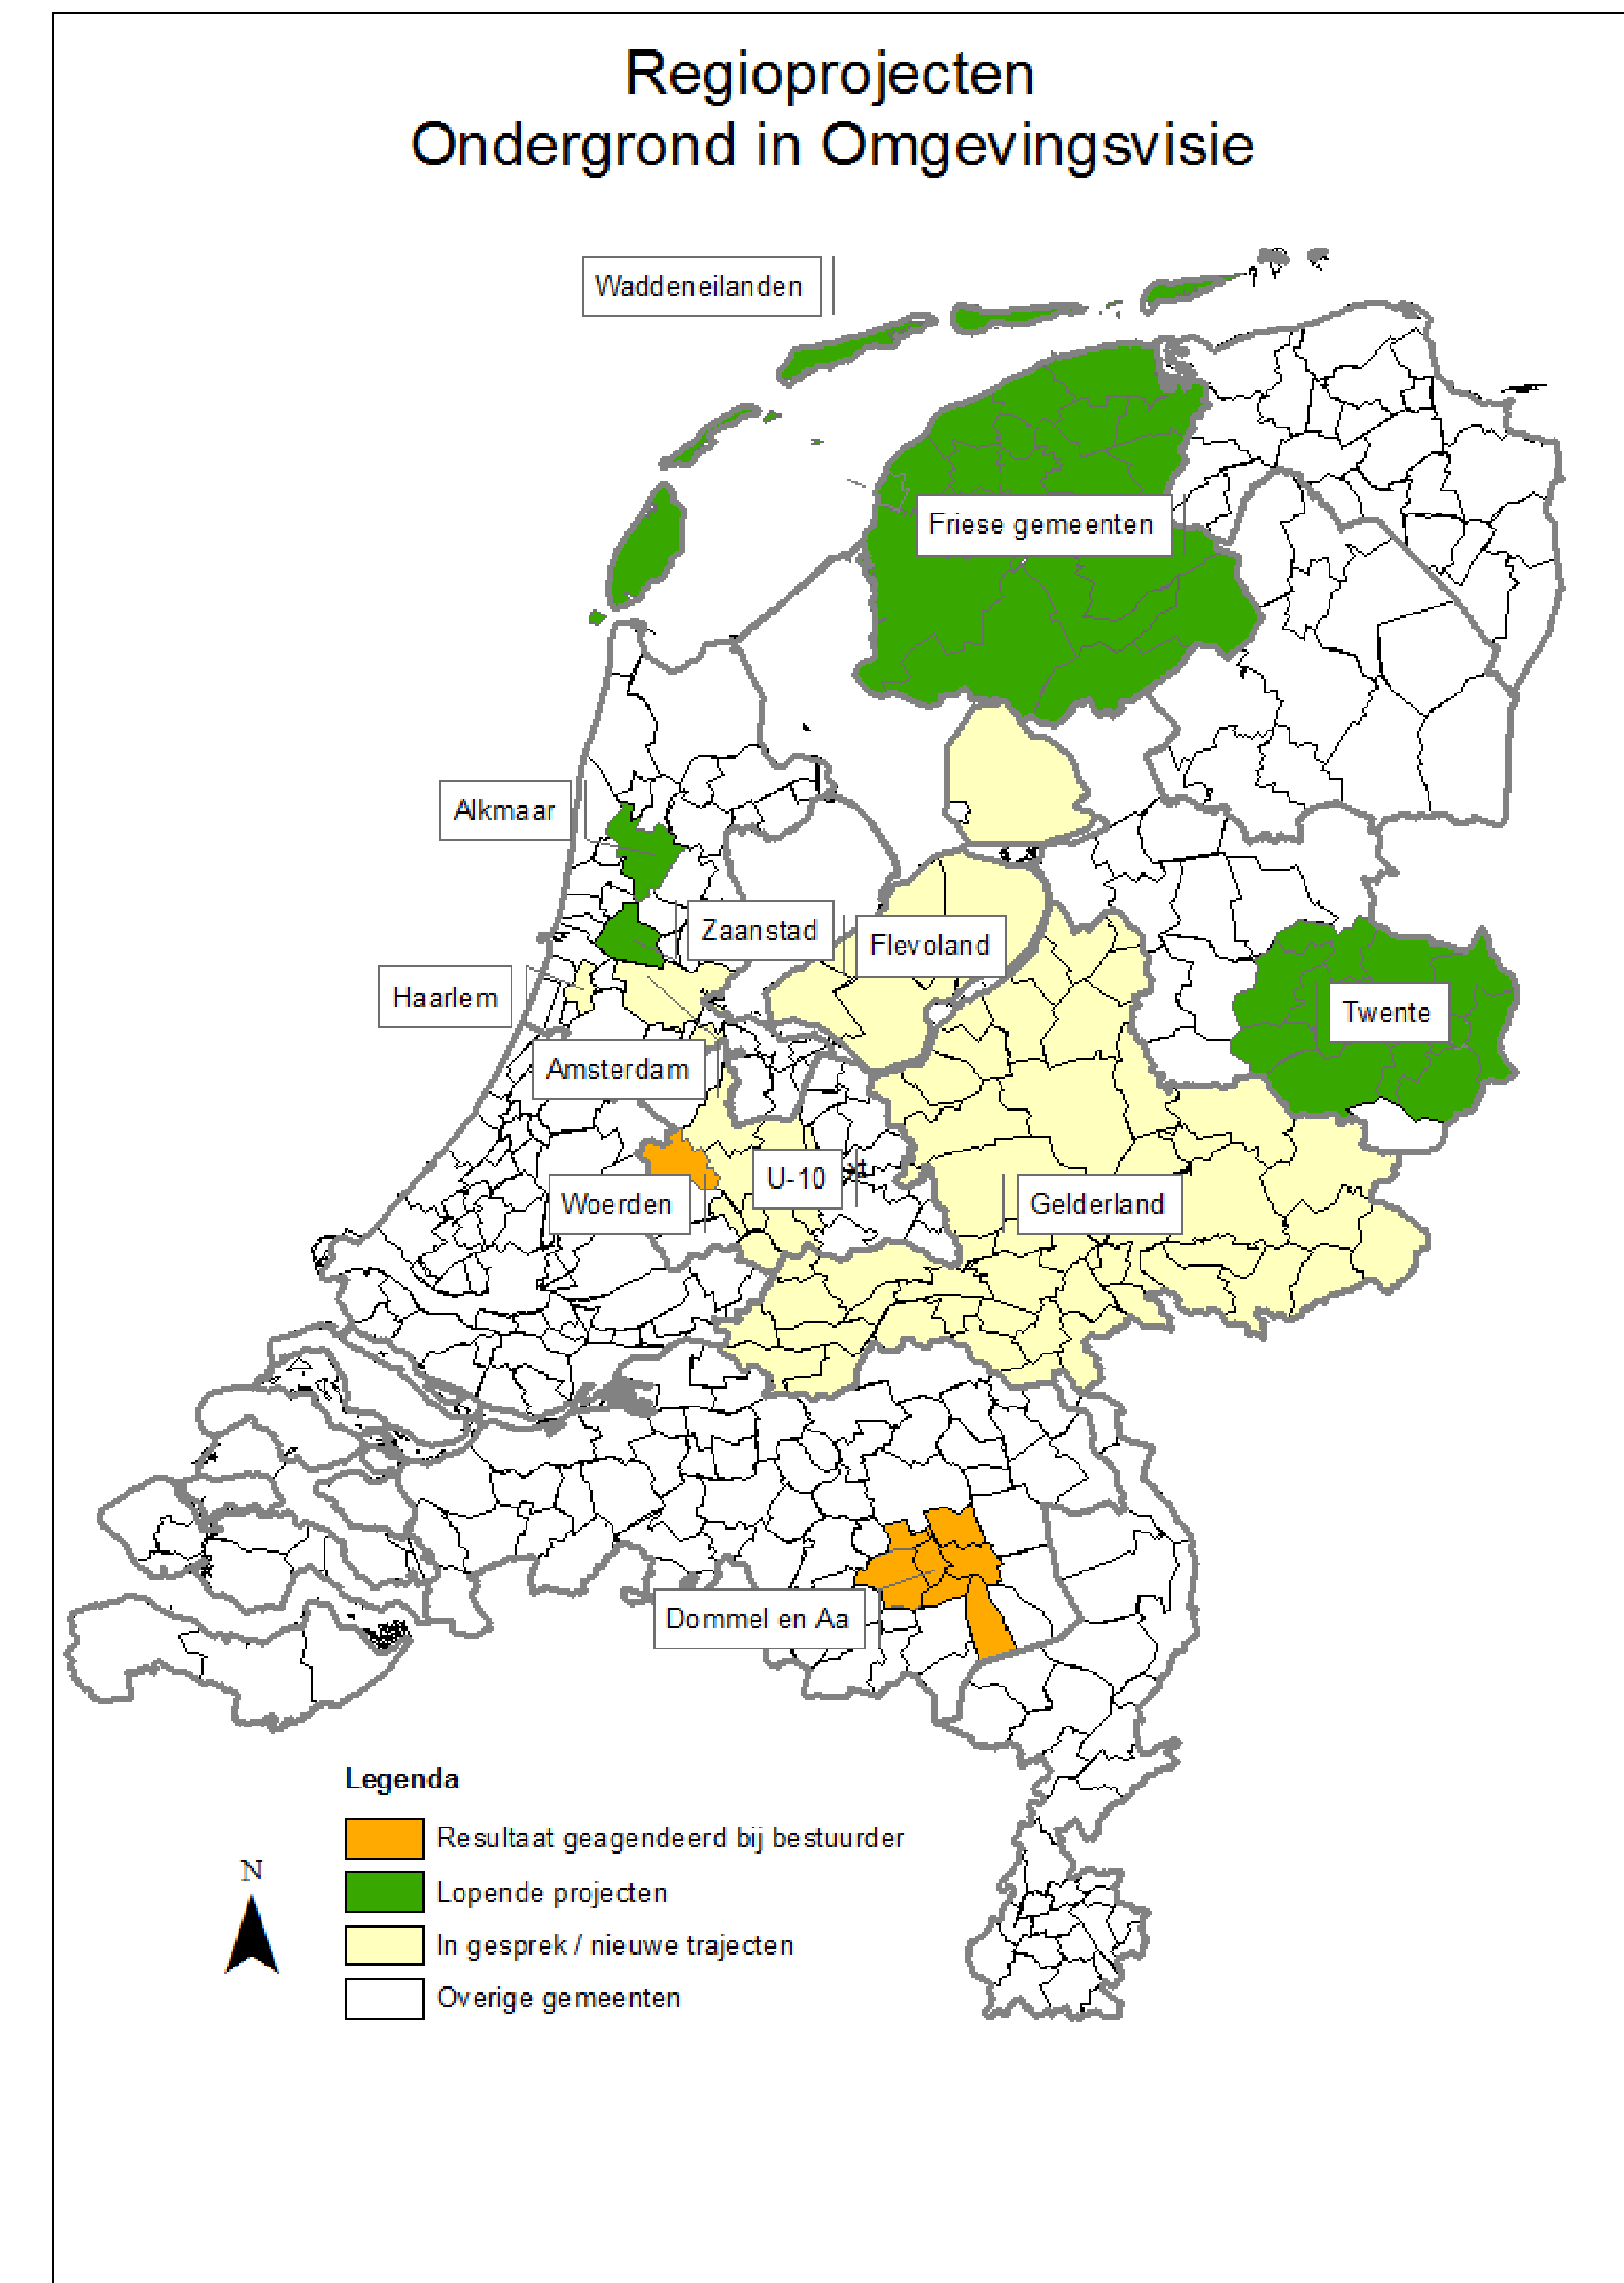 Regioprojecten
Ondergrond in Omgevingsvisie
Waddeneilanden
Friese gemeenten
Alkmaar
Zaanstad
Flevoland
Haarlem
Twente
Amsterdam
U-10
Woerden
Gelderland
Dommel en Aa
Legenda
Resultaat geagendeerd bij bestuurder
N
Lopende projecten
In gesprek / nieuwe trajecten
Overige gemeenten